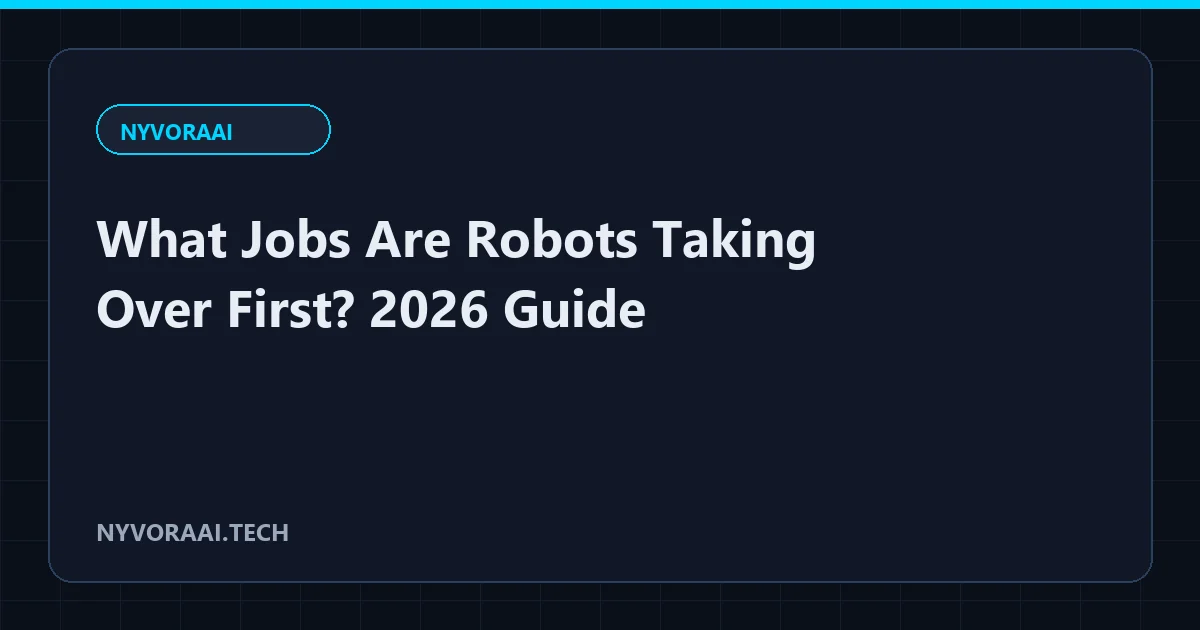 NYVORAAI
What Jobs Are Robots Taking
Over First? 2026 Guide
NYVORAAI.TECH